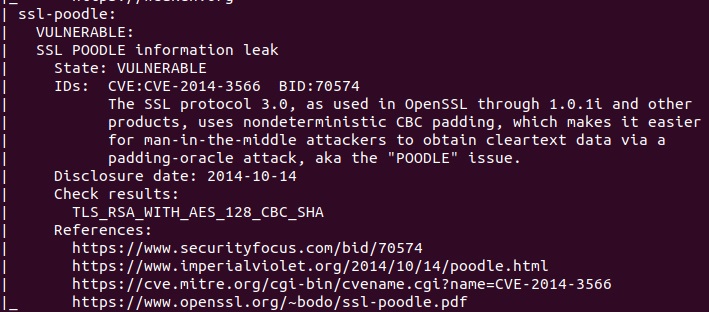 |_      https://weakdh.org
| ssl-poodle:
|   VULNERABLE:
|   SSL POODLE information leak
|     State: VULNERABLE
|     IDs:  CVE:CVE-2014-3566  BID:70574
|           The SSL protocol 3.0, as used in OpenSSL through 1.0.1i and other
|           products, uses nondeterministic CBC padding, which makes it easier
|           for man-in-the-middle attackers to obtain cleartext data via a
|           padding-oracle attack, aka the "POODLE" issue.
|     Disclosure date: 2014-10-14
|     Check results:
|       TLS_RSA_WITH_AES_128_CBC_SHA
|     References:
|       https://www.securityfocus.com/bid/70574
|       https://www.imperialviolet.org/2014/10/14/poodle.html
|       https://cve.mitre.org/cgi-bin/cvename.cgi?name=CVE-2014-3566
|_      https://www.openssl.org/~bodo/ssl-poodle.pdf